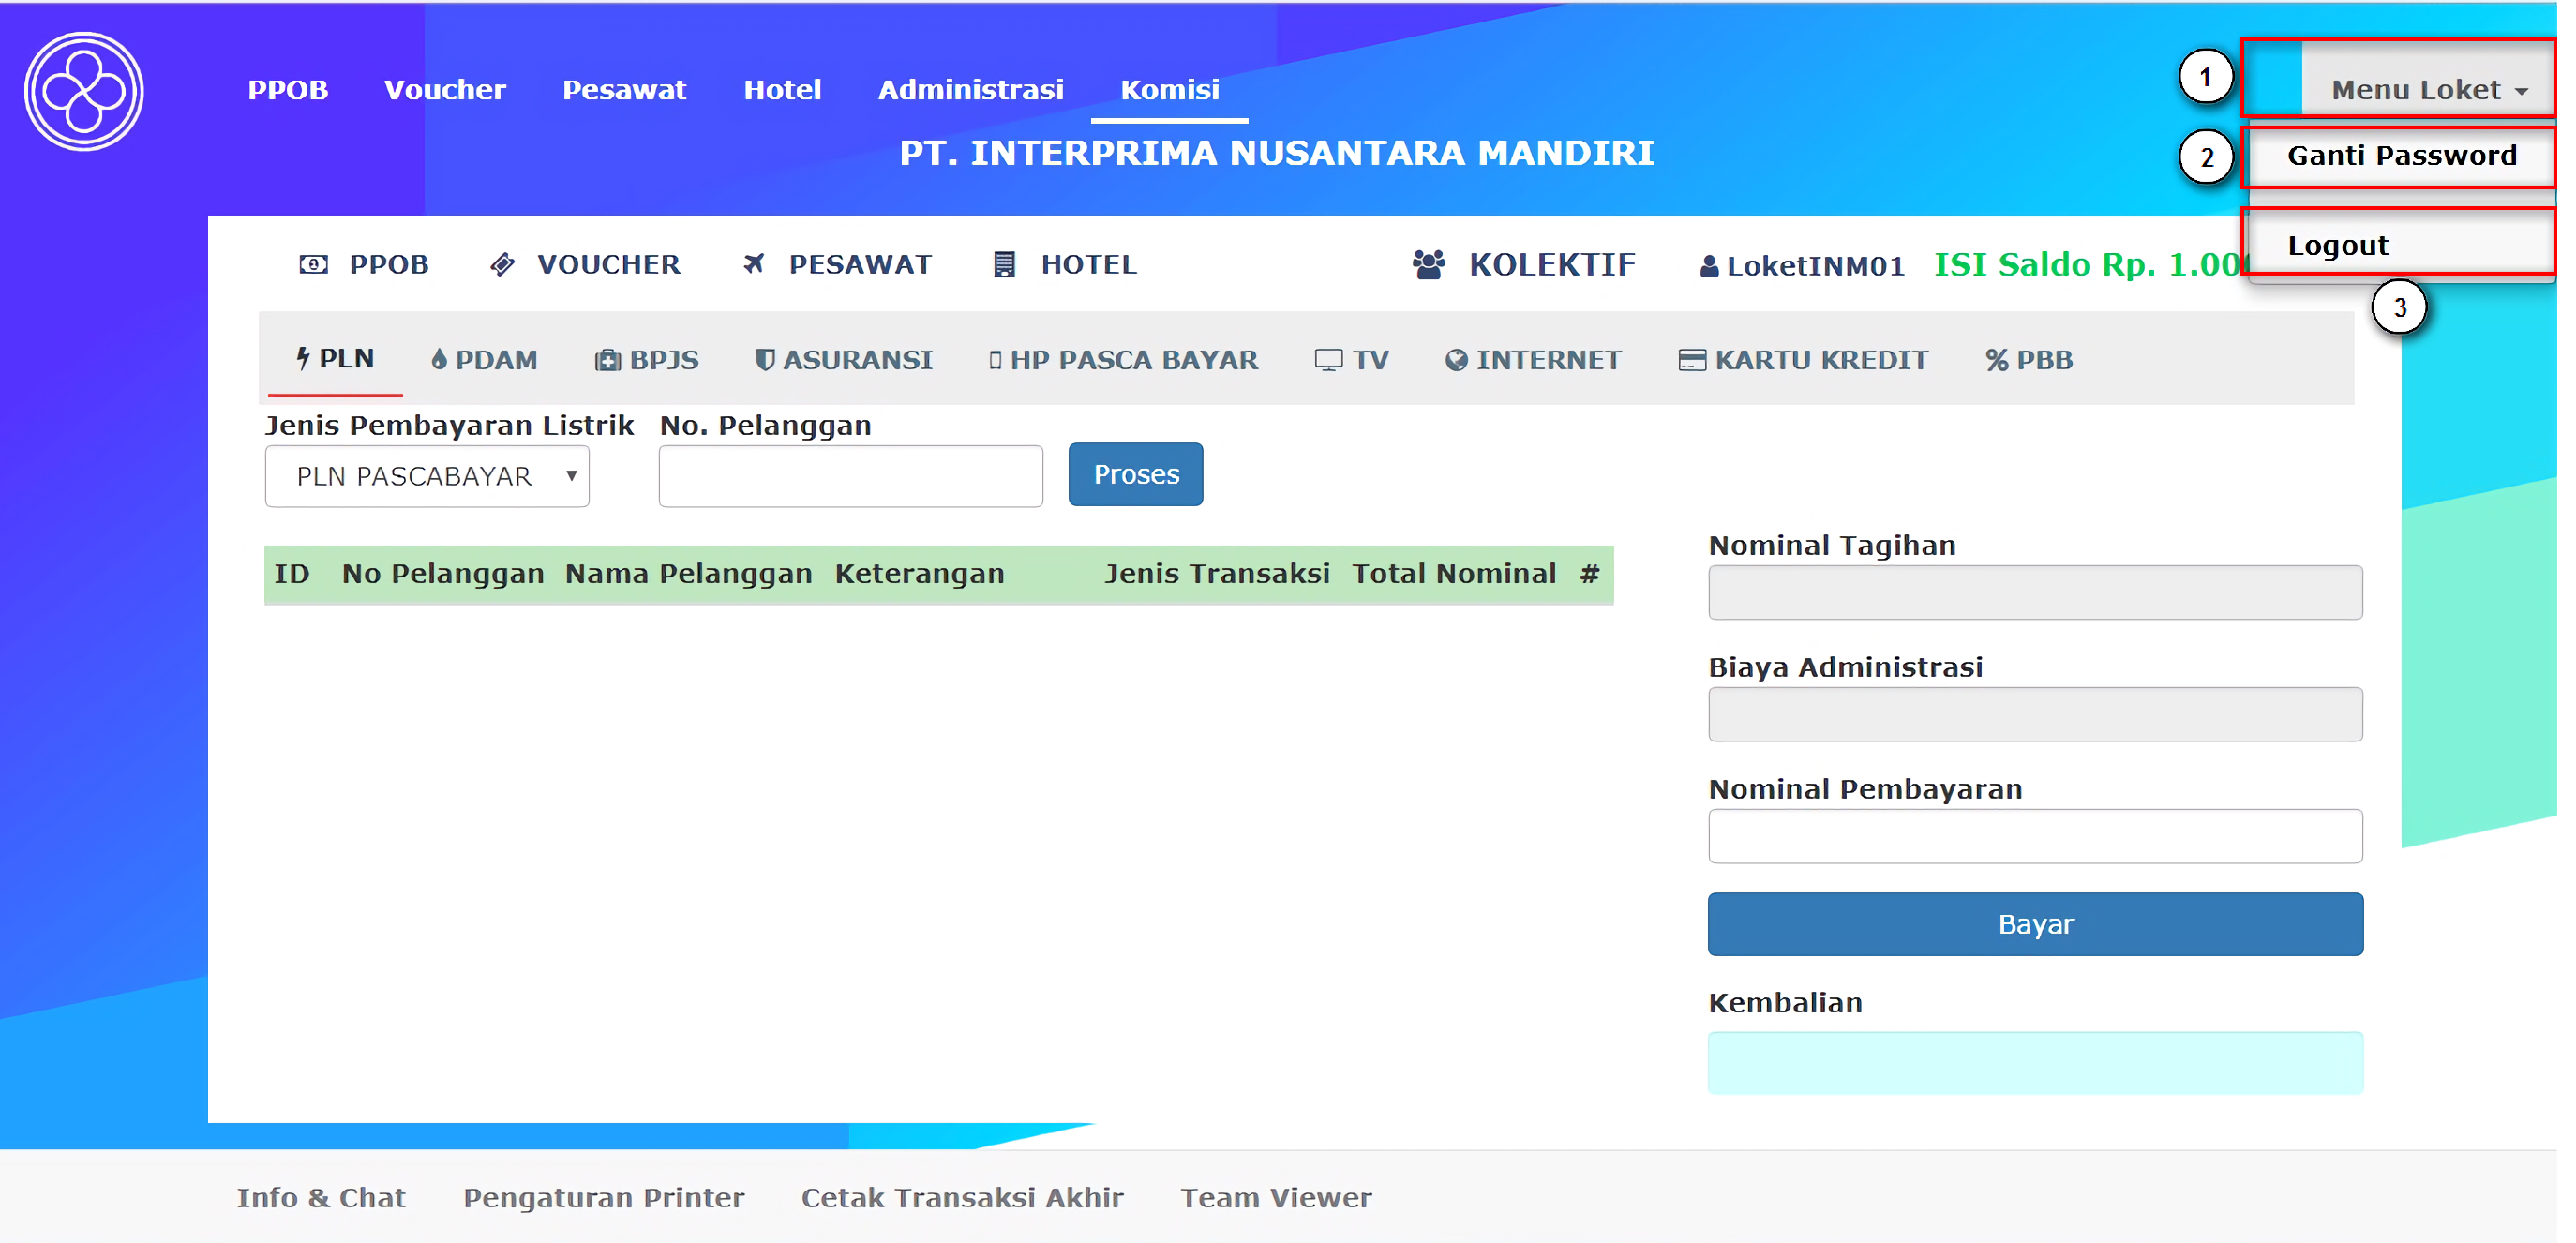 PPOB Voucher Pesawat Hotel Administrasi Komisi
1 Menu Loket
PT. INTERPRIMA NUSANTARA MANDIRI
2 Ganti Password
Logout
3
PPOB VOUCHER PESAWAT HOTEL KOLEKTIF LoketINM01 ISI Saldo Rp. 1.00
PLN PDAM BPJS ASURANSI HP PASCA BAYAR TV INTERNET KARTU KREDIT % PBB
Jenis Pembayaran Listrik No. Pelanggan
PLN PASCABAYAR Proses
ID No Pelanggan Nama Pelanggan Keterangan Jenis Transaksi Total Nominal #
Nominal Tagihan
Biaya Administrasi
Nominal Pembayaran
Bayar
Kembalian
Info & Chat Pengaturan Printer Cetak Transaksi Akhir Team Viewer